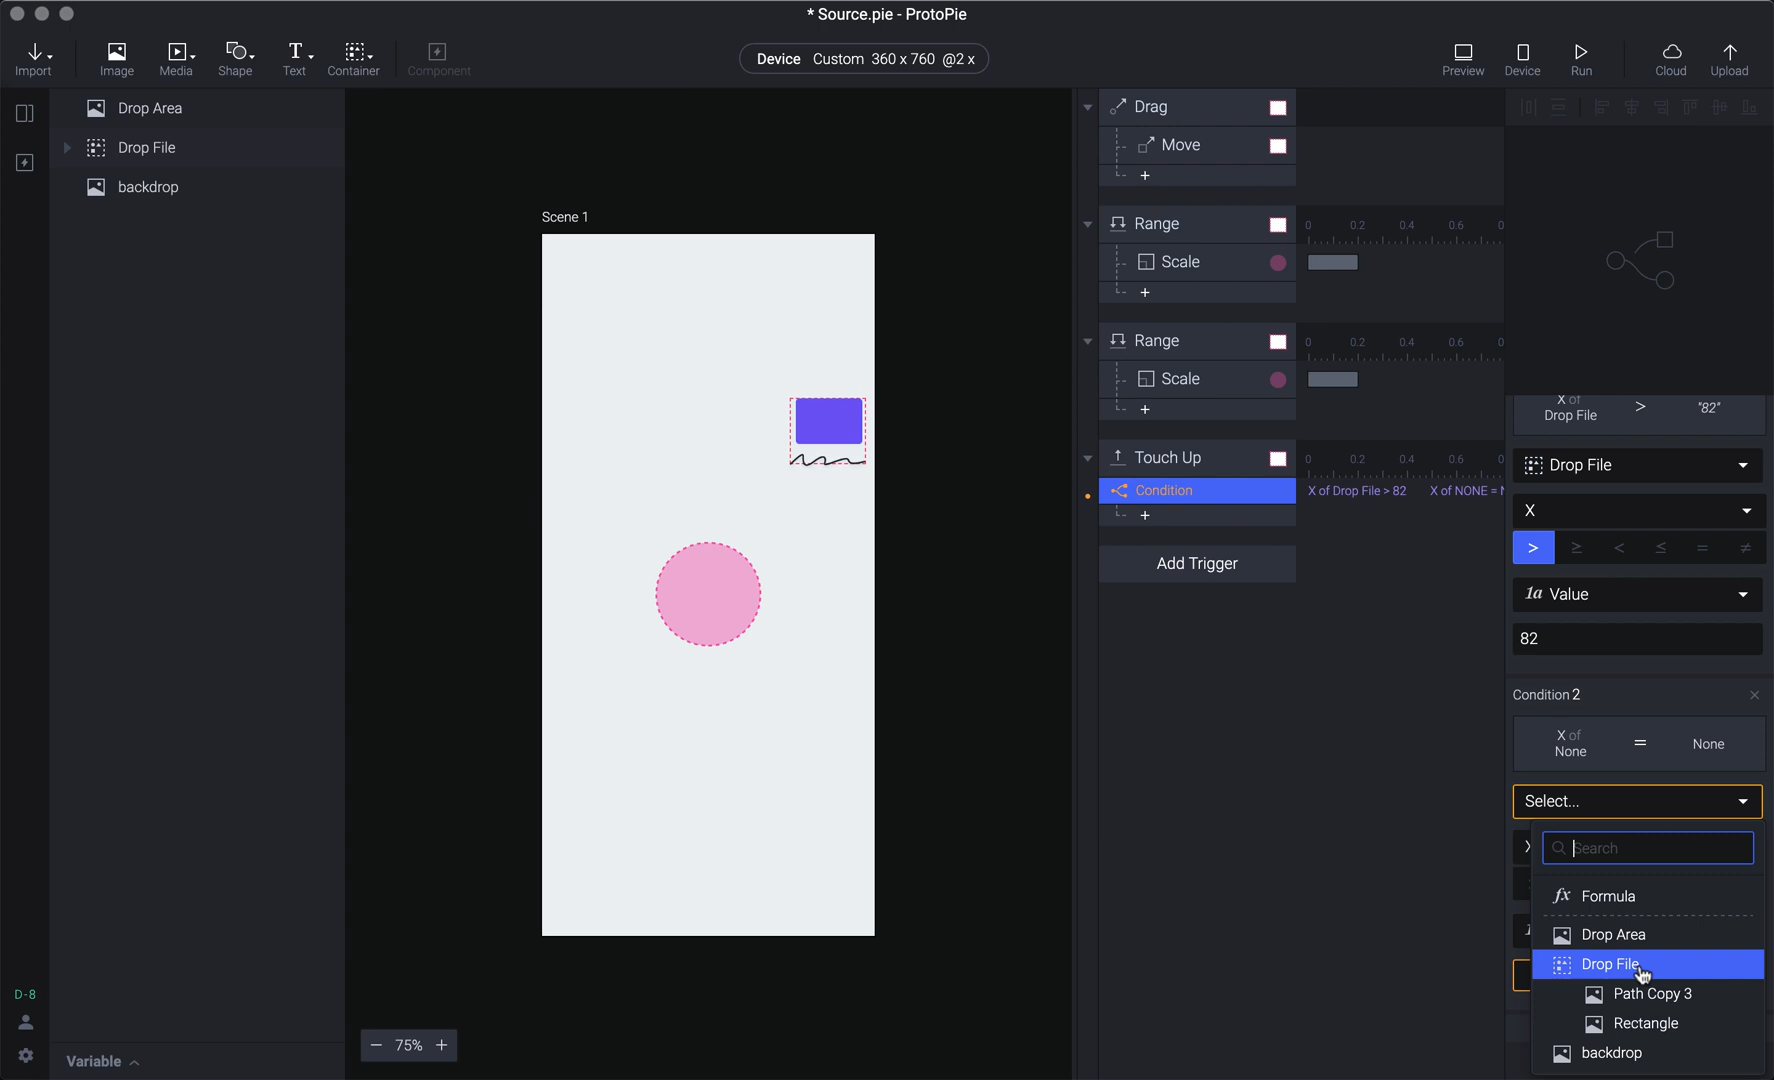 * Source.pie - ProtoPie
Import
Image
Media
Shape
Text
Container
Component
Device Custom 360 x 760 @2 x
Preview
Device
Run
Cloud
Upload
Drop Area
Drop File
backdrop
Scene 1
Drag
Move
+
Range
0 0.2 0.4 0.6
Scale
+
Range
0 0.2 0.4 0.6
Scale
+
Touch Up
0 0.2 0.4 0.6
Condition
X of Drop File > 82 X of NONE =
+
Add Trigger
X of
Drop File
>
"82"
Drop File
X
> ≥ < ≤ = ≠
1a Value
82
Condition 2
X of
None
=
None
Select...
Search
fx Formula
Drop Area
Drop File
Path Copy 3
Rectangle
backdrop
D-8
Variable
− 75% +